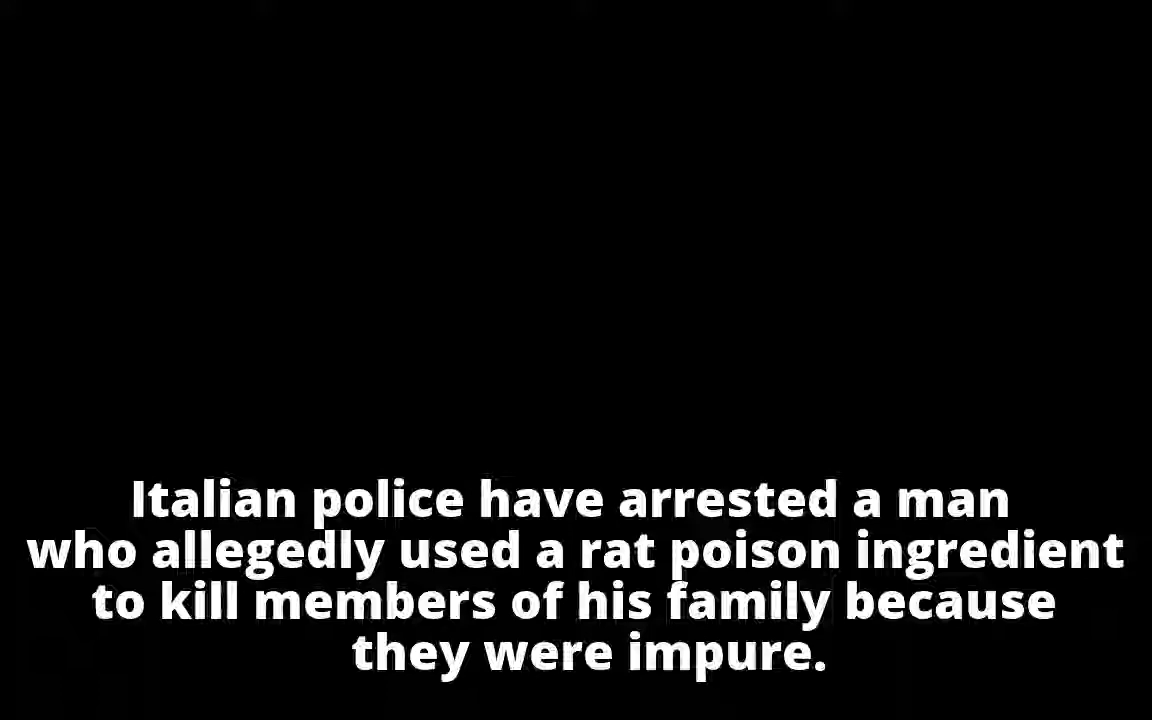 Italian police have arrested a man
who allegedly used a rat poison ingredient
to kill members of his family because
they were impure.